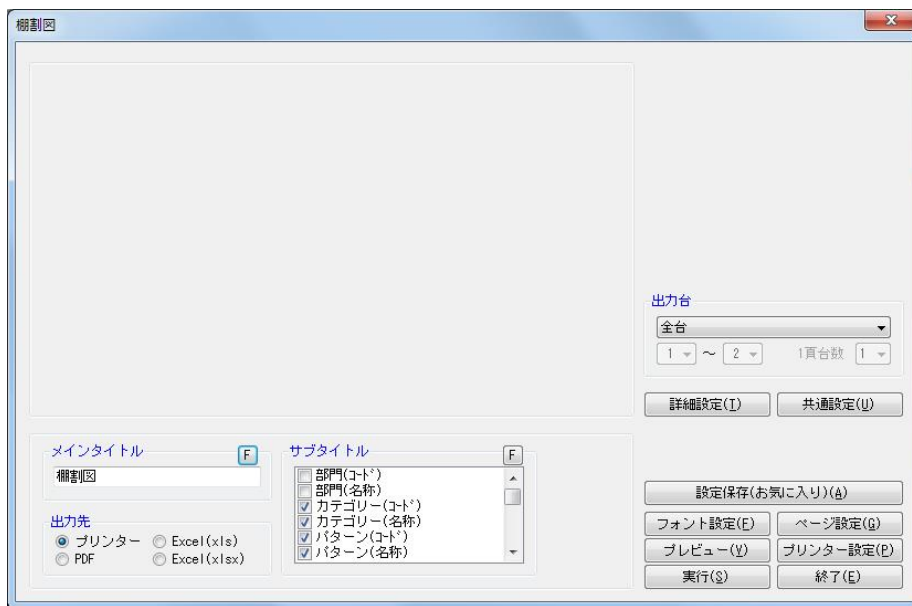 棚割図
出力台
全台
1 ～ 2 1頁台数 1
詳細設定(I) 共通設定(U)
メインタイトル F
棚割図
サブタイトル F
部門(ｺｰﾄﾞ)
部門(名称)
カテゴリー(ｺｰﾄﾞ)
カテゴリー(名称)
パターン(ｺｰﾄﾞ)
パターン(名称)
出力先
プリンター Excel(xls)
PDF Excel(xlsx)
設定保存(お気に入り)(A)
フォント設定(F) ページ設定(G)
プレビュー(V) プリンター設定(P)
実行(S) 終了(E)